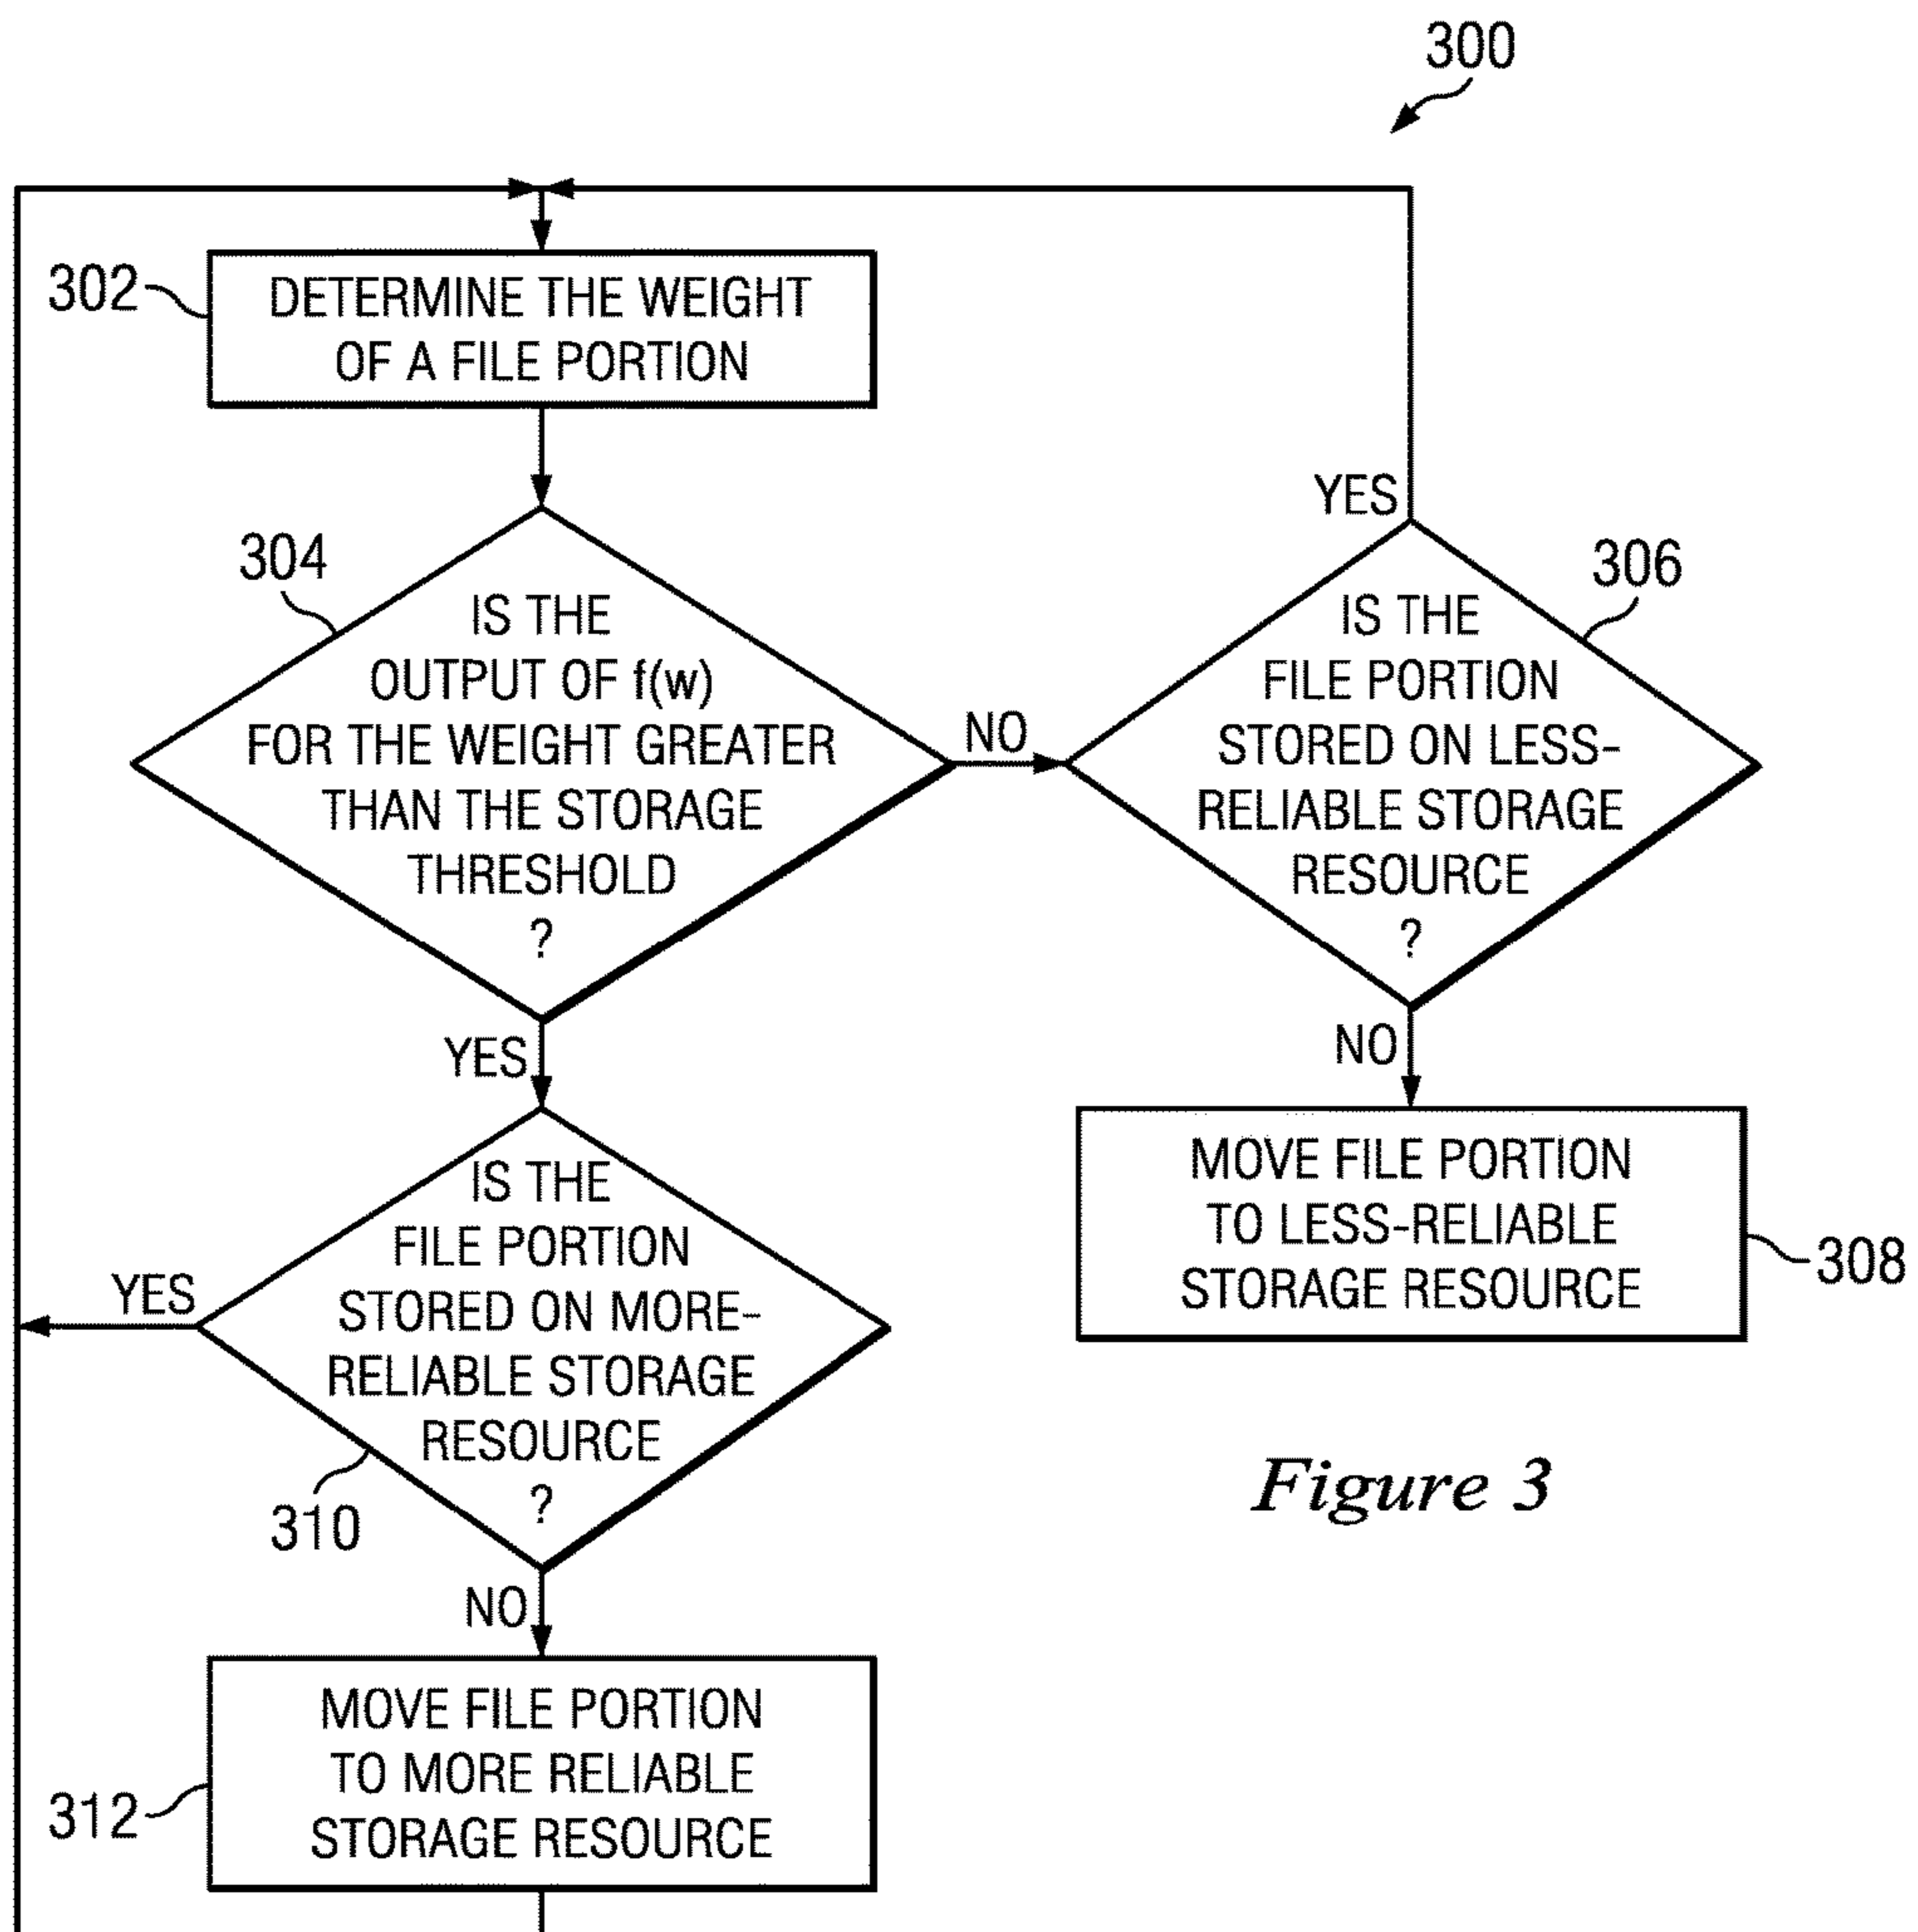 300
302
DETERMINE THE WEIGHT
OF A FILE PORTION
304
IS THE
OUTPUT OF f(w)
FOR THE WEIGHT GREATER
THAN THE STORAGE
THRESHOLD
?
NO
YES
306
IS THE
FILE PORTION
STORED ON LESS-
RELIABLE STORAGE
RESOURCE
?
YES
NO
MOVE FILE PORTION
TO LESS-RELIABLE
STORAGE RESOURCE
308
IS THE
FILE PORTION
STORED ON MORE-
RELIABLE STORAGE
RESOURCE
?
YES
310
NO
MOVE FILE PORTION
TO MORE RELIABLE
STORAGE RESOURCE
312
Figure 3